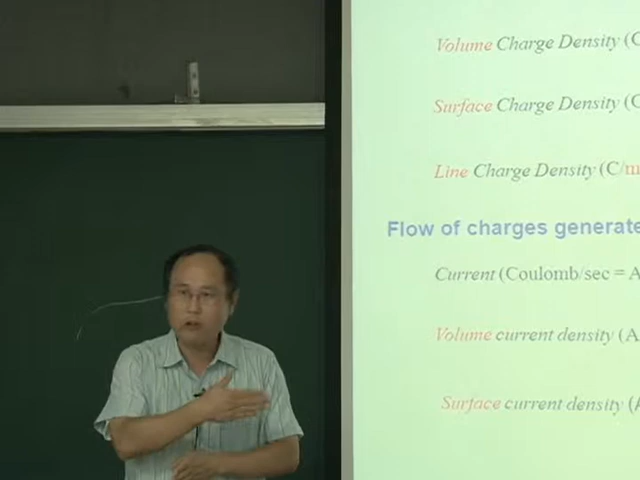 Volume Charge Density (C
Surface Charge Density (C
Line Charge Density (C/m
Flow of charges generate
Current (Coulomb/sec = A
Volume current density (A
Surface current density (A